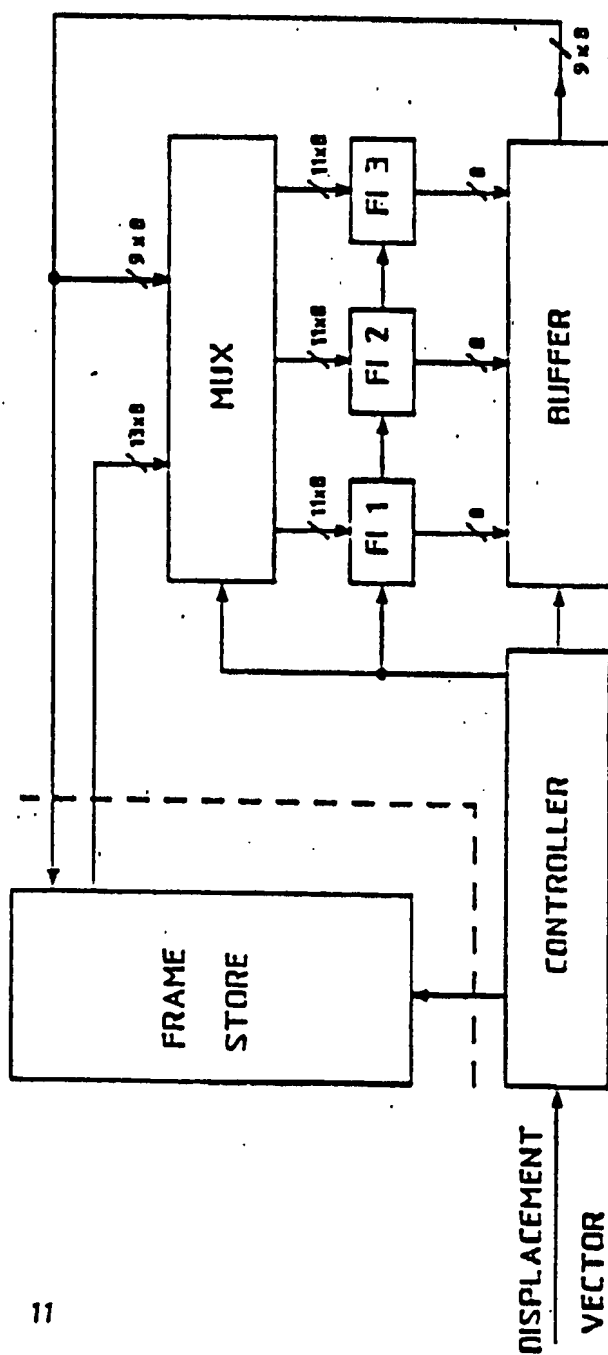 11
DISPLACEMENT
VECTOR
FRAME
STORE
CONTROLLER
13x8
9x8
MUX
11x8
11x8
11x8
FI 1
FI 2
FI 3
8
8
8
BUFFER
9x8